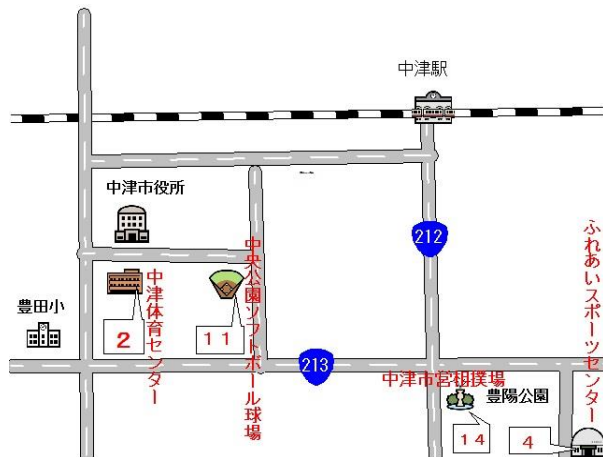 中津駅
中津市役所
212
ふれあいスポーツセンター
中央公園ソフトボール球場
中津体育センター
豊田小
2
11
213
中津市営相撲場
豊陽公園
14
4